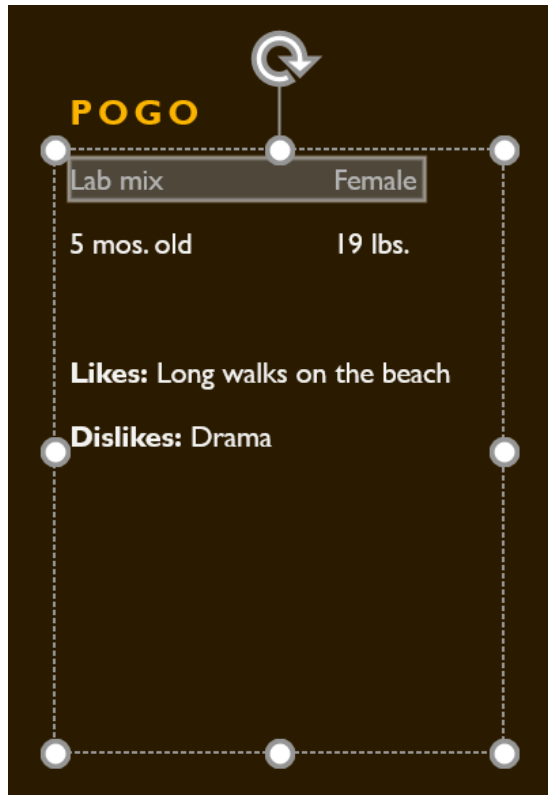 POGO
Lab mix Female
5 mos. old 19 lbs.
Likes: Long walks on the beach
Dislikes: Drama